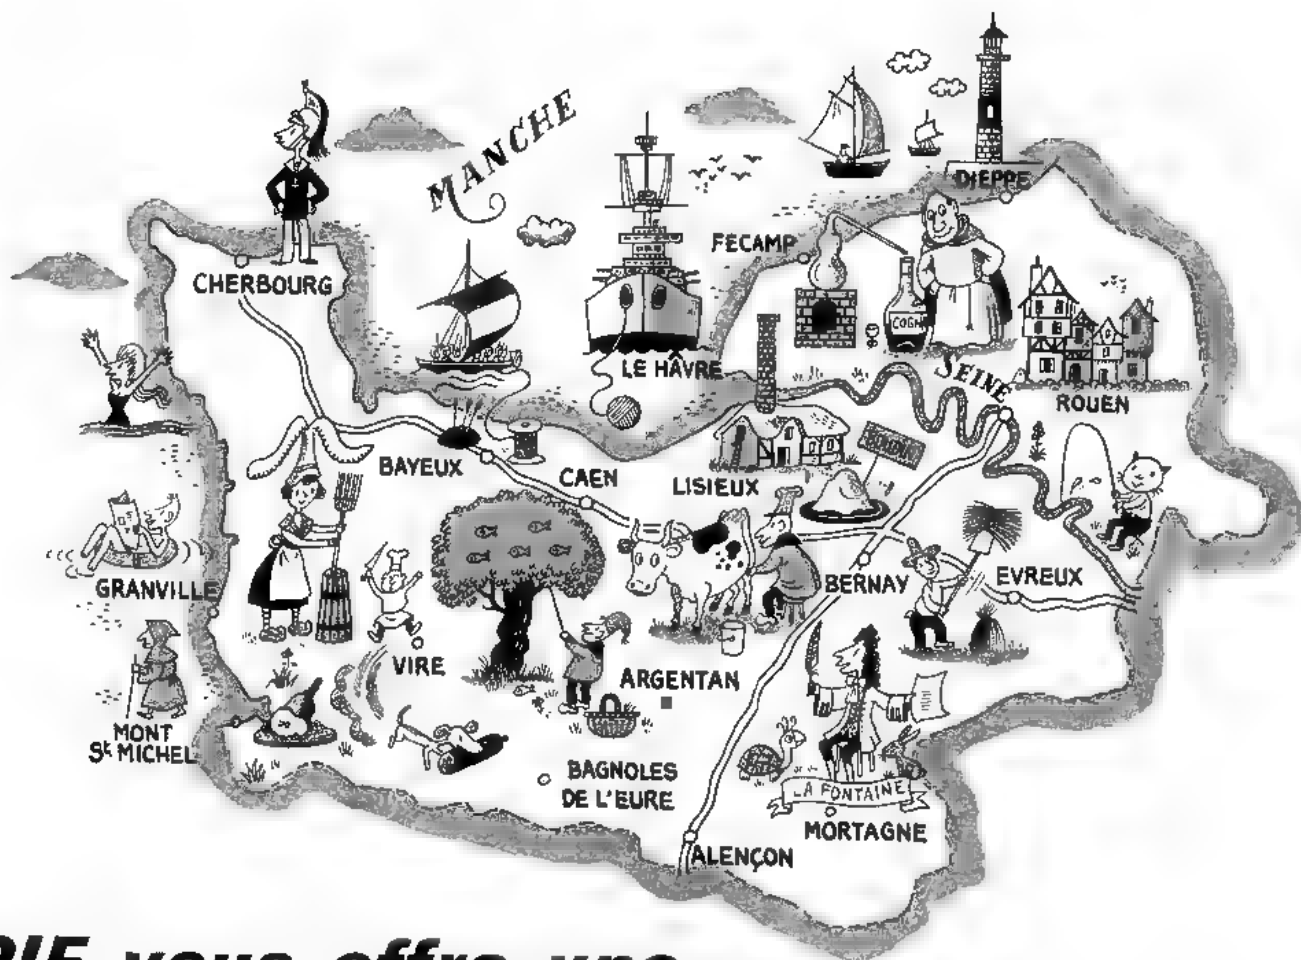 MANCHE
DIEPPE
FECAMP
CHERBOURG
COGN
LE HÂVRE
SEINE
ROUEN
BAYEUX
CAEN
LISIEUX
GRANVILLE
BERNAY
EVREUX
VIRE
ARGENTAN
MONT
St MICHEL
BAGNOLES
DE L'EURE
LA FONTAINE
MORTAGNE
ALENÇON
vous offre une